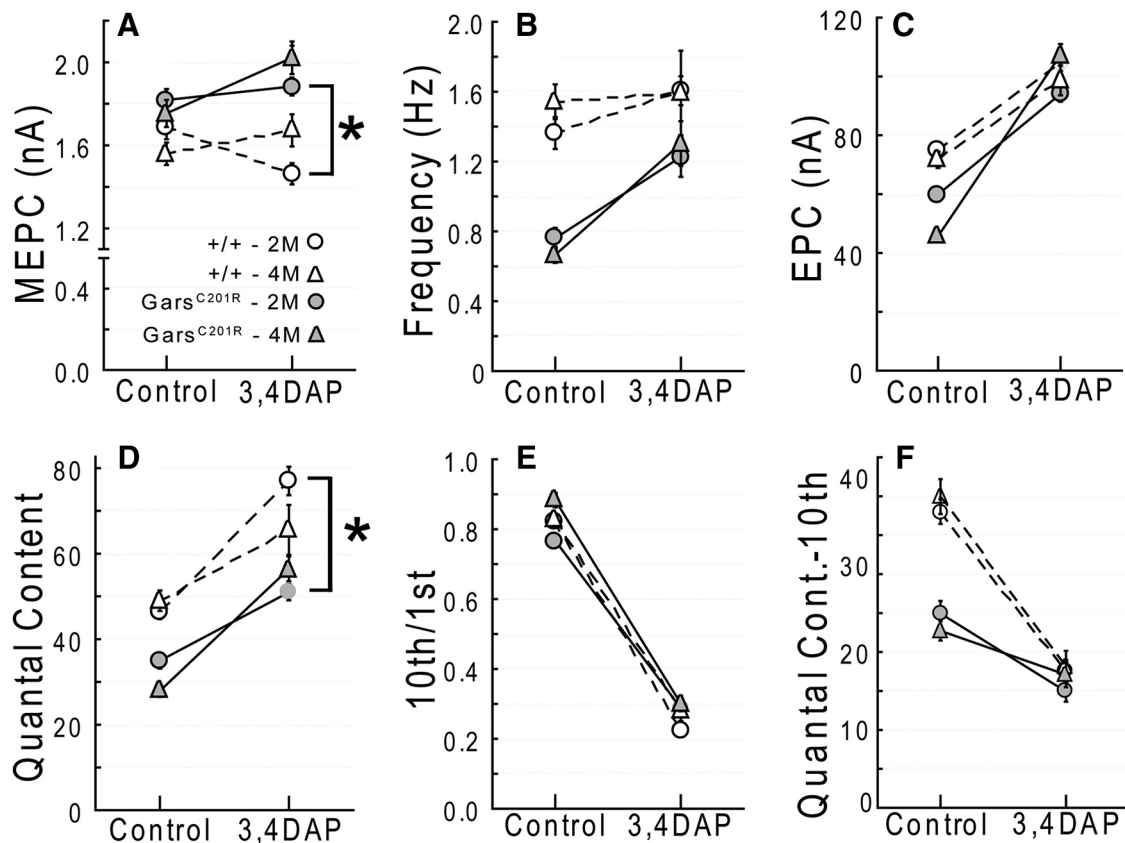 A
MEPC (nA)
2.0
1.6
1.2
0.4
0.0
*
+/+ - 2M
+/+ - 4M
Gars^C201R - 2M
Gars^C201R - 4M
Control 3,4DAP
B
Frequency (Hz)
2.0
1.6
1.2
0.8
0.4
0
Control 3,4DAP
C
EPC (nA)
120
80
40
0
Control 3,4DAP
D
Quantal Content
80
60
40
20
0
*
Control 3,4DAP
E
10th/1st
1.0
0.8
0.6
0.4
0.2
0.0
Control 3,4DAP
F
Quantal Cont.-10th
40
30
20
10
0
Control 3,4DAP